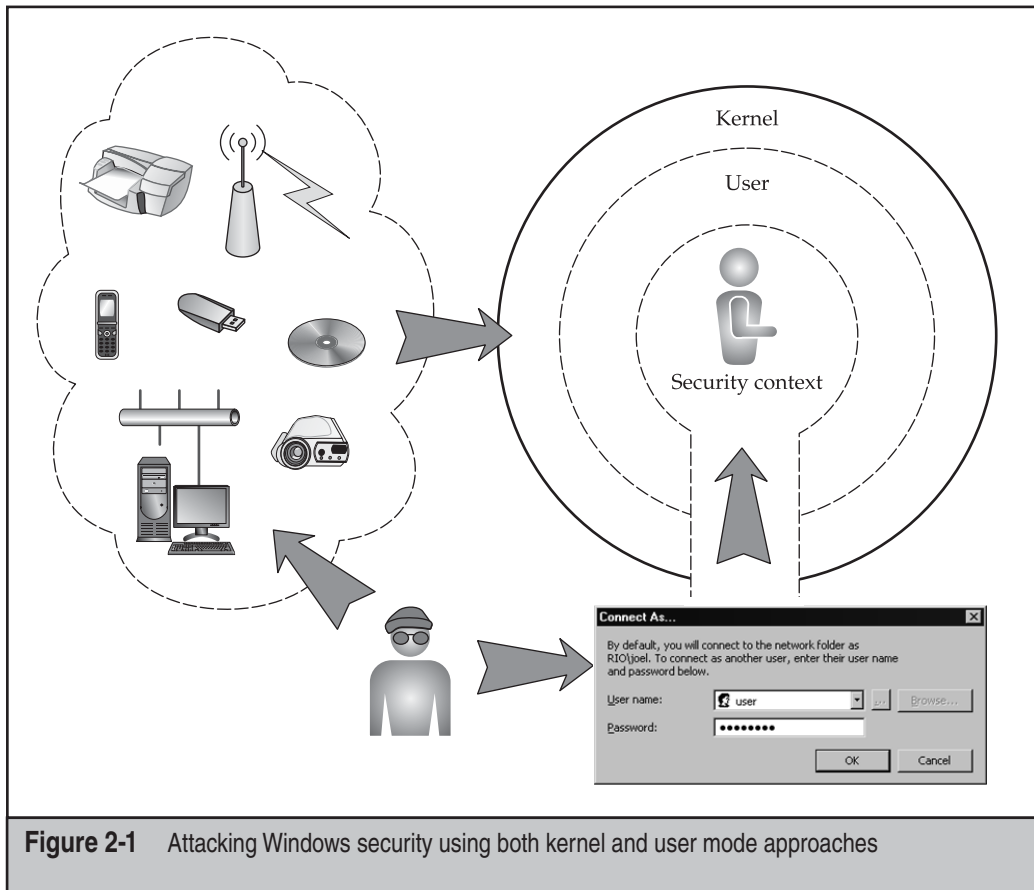 Kernel
User
Security context
Connect As...
By default, you will connect to the network folder as
RIO\joel. To connect as another user, enter their user name
and password below.
User name:
user
...
Browse...
Password:
••••••••
OK
Cancel
Figure 2-1 Attacking Windows security using both kernel and user mode approaches